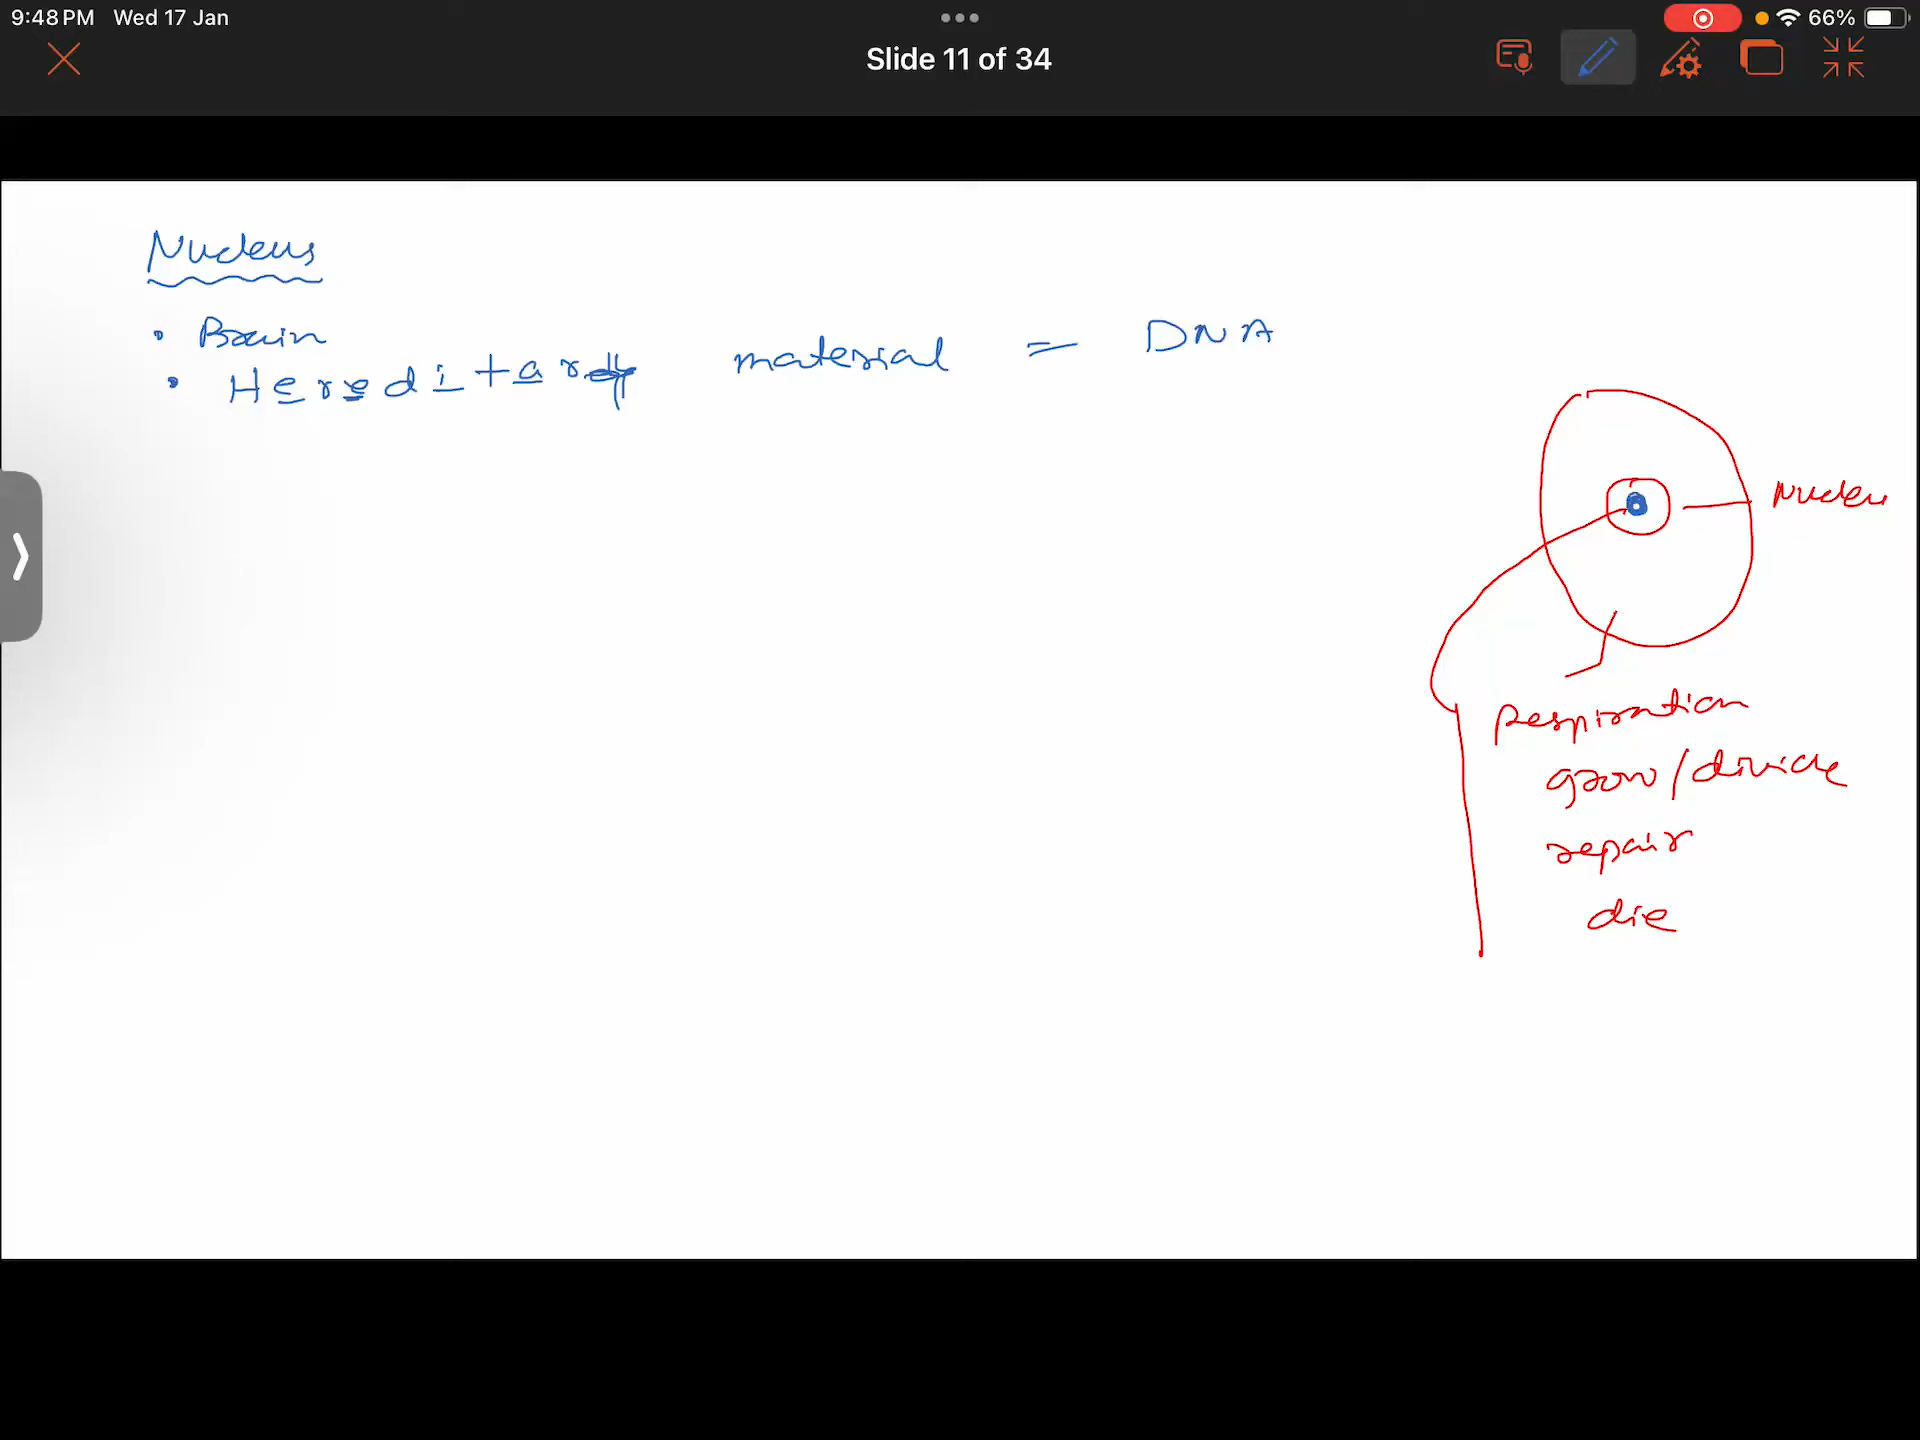 9:48 PM Wed 17 Jan
66%
Slide 11 of 34
Nucleus
• Brain
• Hereditary material = DNA
Nucleu
Respiration
grow/divide
repair
die